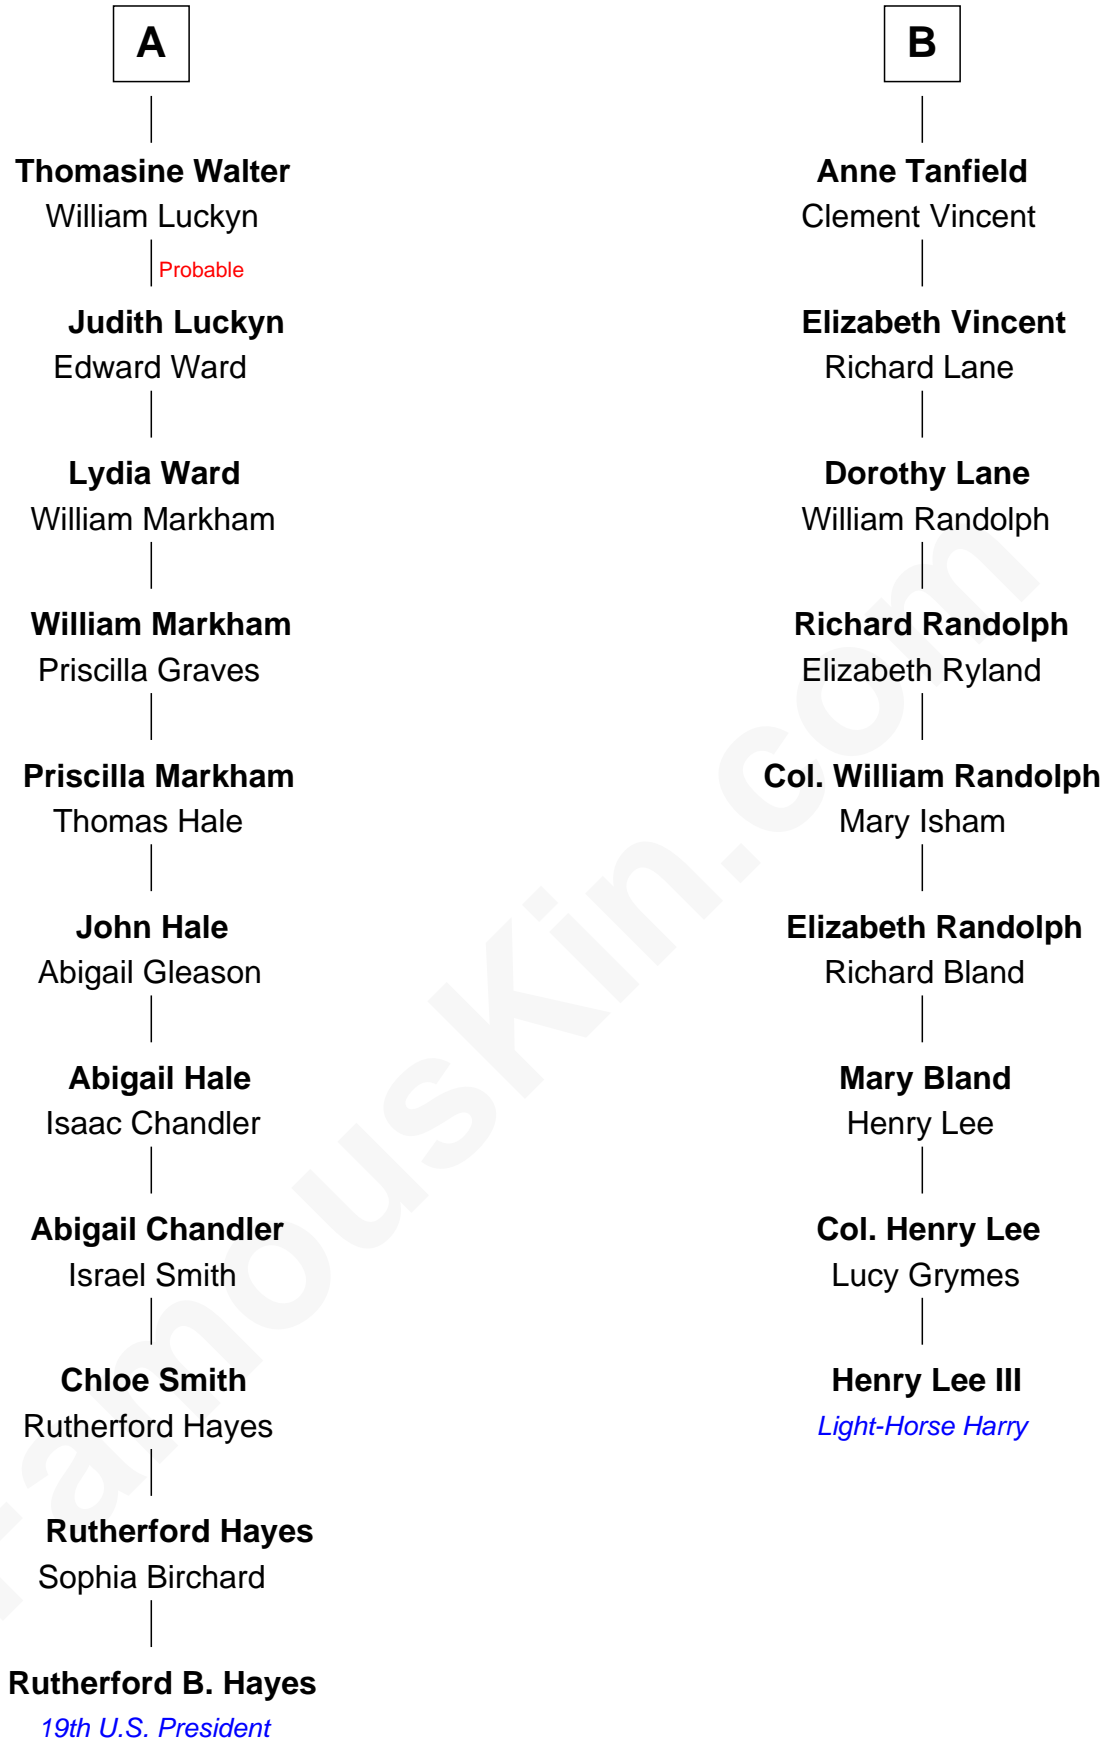 A
Thomasine Walter
William Luckyn
Probable
Judith Luckyn
Edward Ward
Lydia Ward
William Markham
William Markham
Priscilla Graves
Priscilla Markham
Thomas Hale
John Hale
Abigail Gleason
Abigail Hale
Isaac Chandler
Abigail Chandler
Israel Smith
Chloe Smith
Rutherford Hayes
Rutherford Hayes
Sophia Birchard
Rutherford B. Hayes
19th U.S. President
B
Anne Tanfield
Clement Vincent
Elizabeth Vincent
Richard Lane
Dorothy Lane
William Randolph
Richard Randolph
Elizabeth Ryland
Col. William Randolph
Mary Isham
Elizabeth Randolph
Richard Bland
Mary Bland
Henry Lee
Col. Henry Lee
Lucy Grymes
Henry Lee III
Light-Horse Harry
FamousKin.com